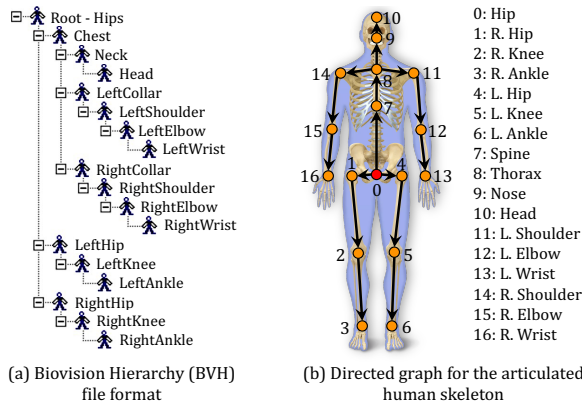 Root - Hips
Chest
Neck
Head
LeftCollar
LeftShoulder
LeftElbow
LeftWrist
RightCollar
RightShoulder
RightElbow
RightWrist
LeftHip
LeftKnee
LeftAnkle
RightHip
RightKnee
RightAnkle
(a) Biovision Hierarchy (BVH)
file format
10
9
14
11
8
7
15
12
1
4
16
13
0
2
5
3
6
(b) Directed graph for the articulated
human skeleton
0: Hip
1: R. Hip
2: R. Knee
3: R. Ankle
4: L. Hip
5: L. Knee
6: L. Ankle
7: Spine
8: Thorax
9: Nose
10: Head
11: L. Shoulder
12: L. Elbow
13: L. Wrist
14: R. Shoulder
15: R. Elbow
16: R. Wrist